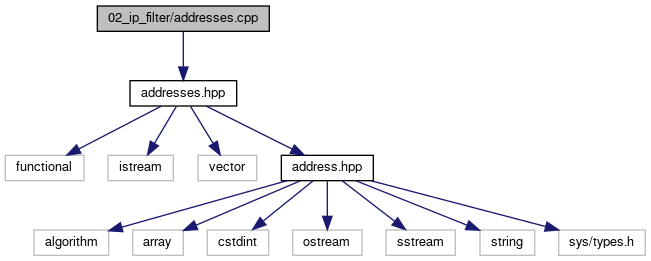 02_ip_filter/addresses.cpp
addresses.hpp
functional
istream
vector
address.hpp
algorithm
array
cstdint
ostream
sstream
string
sys/types.h